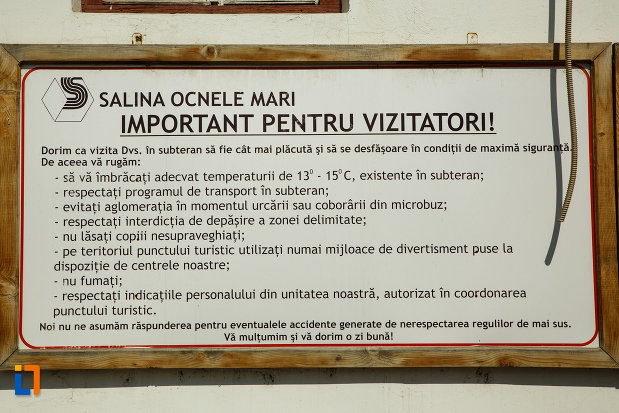 SALINA OCNELE MARI
IMPORTANT PENTRU VIZITATORI!
Dorim ca vizita Dvs. în subteran să fie cât mai plăcută şi să se desfăşoare în condiţii de maximă siguranţă.
De aceea vă rugăm:
- să vă îmbrăcaţi adecvat temperaturii de 13⁰ - 15⁰C, existente în subteran;
- respectaţi programul de transport în subteran;
- evitaţi aglomeraţia în momentul urcării sau coborârii din microbuz;
- respectaţi interdicţia de depăşire a zonei delimitate;
- nu lăsaţi copiii nesupraveghiaţi;
- pe teritoriul punctului turistic utilizaţi numai mijloace de divertisment puse la
dispoziţie de centrele noastre;
- nu fumaţi;
- respectaţi indicaţiile personalului din unitatea noastră, autorizat în coordonarea
punctului turistic.
Noi nu ne asumăm răspunderea pentru eventualele accidente generate de nerespectarea regulilor de mai sus.
Vă mulţumim şi vă dorim o zi bună!